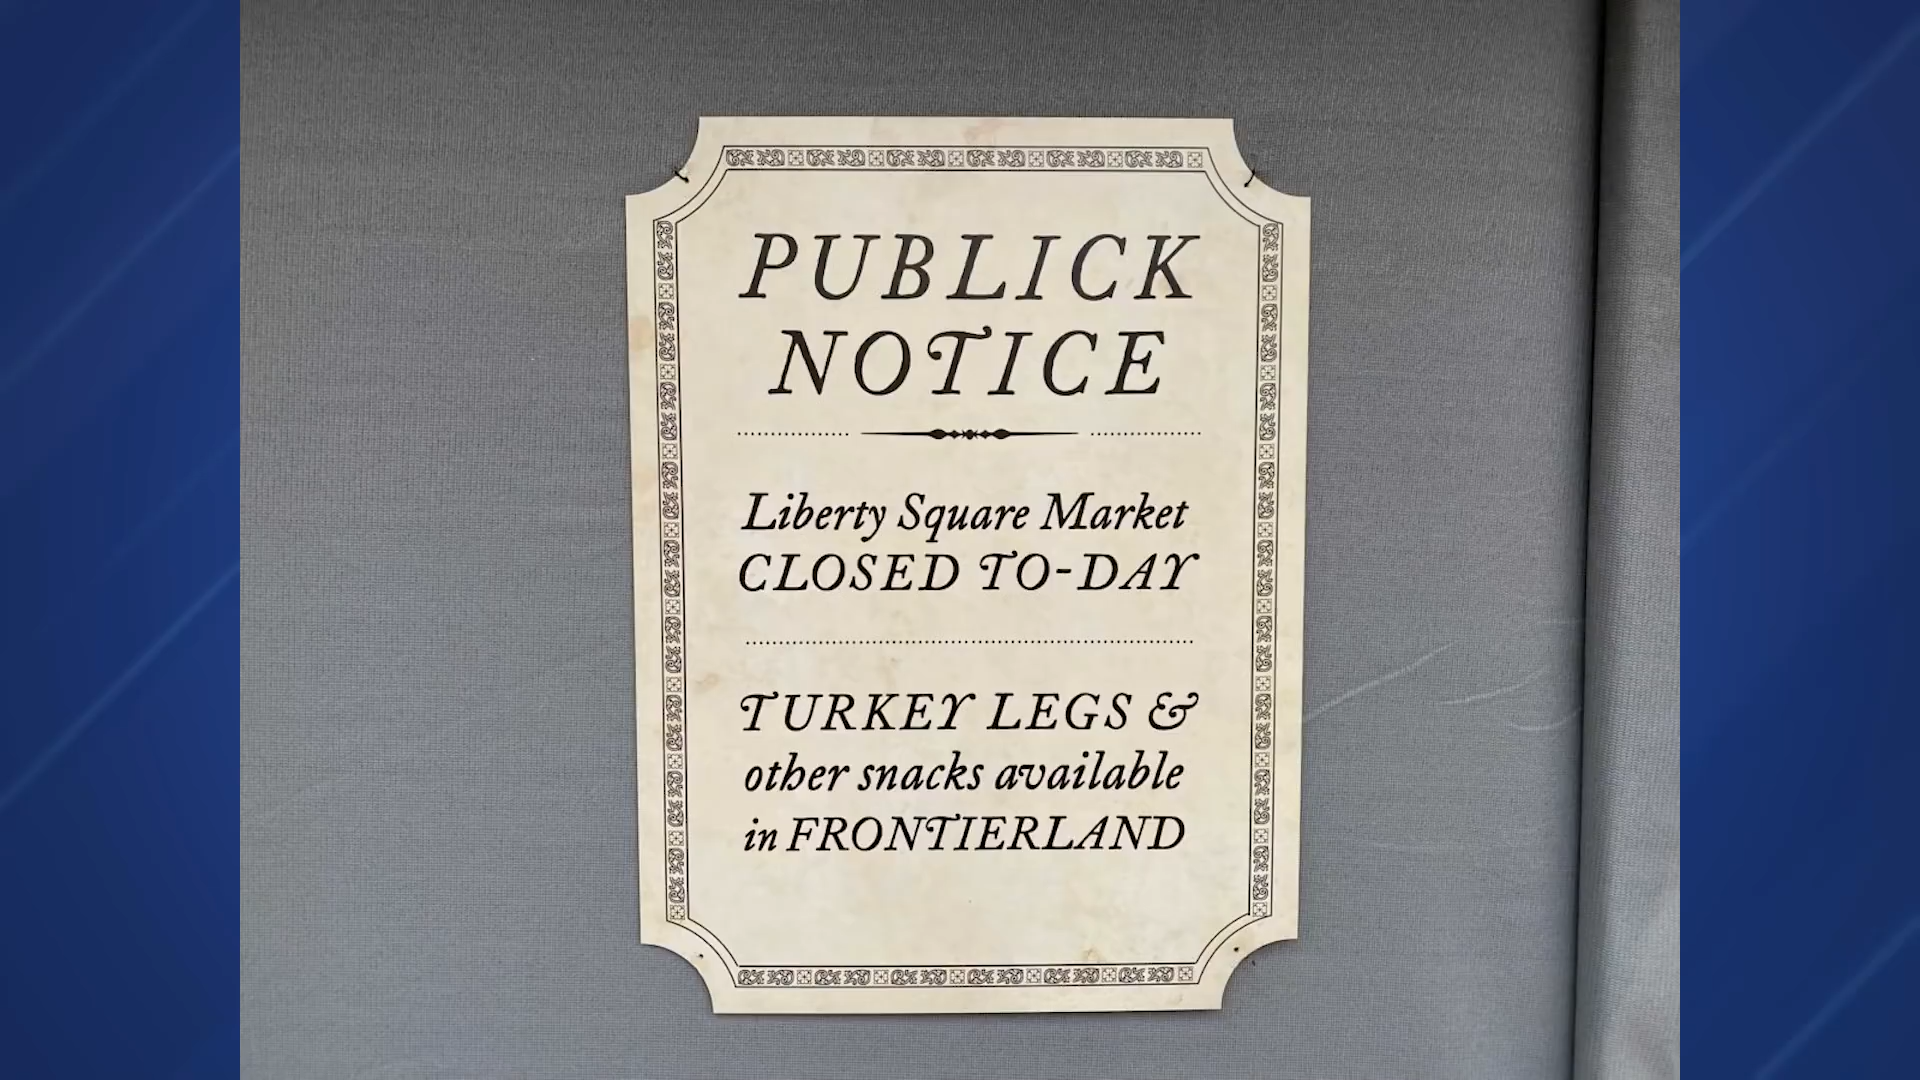 PUBLICK
NOTICE
Liberty Square Market
CLOSED TO-DAY
TURKEY LEGS &
other snacks available
in FRONTIERLAND